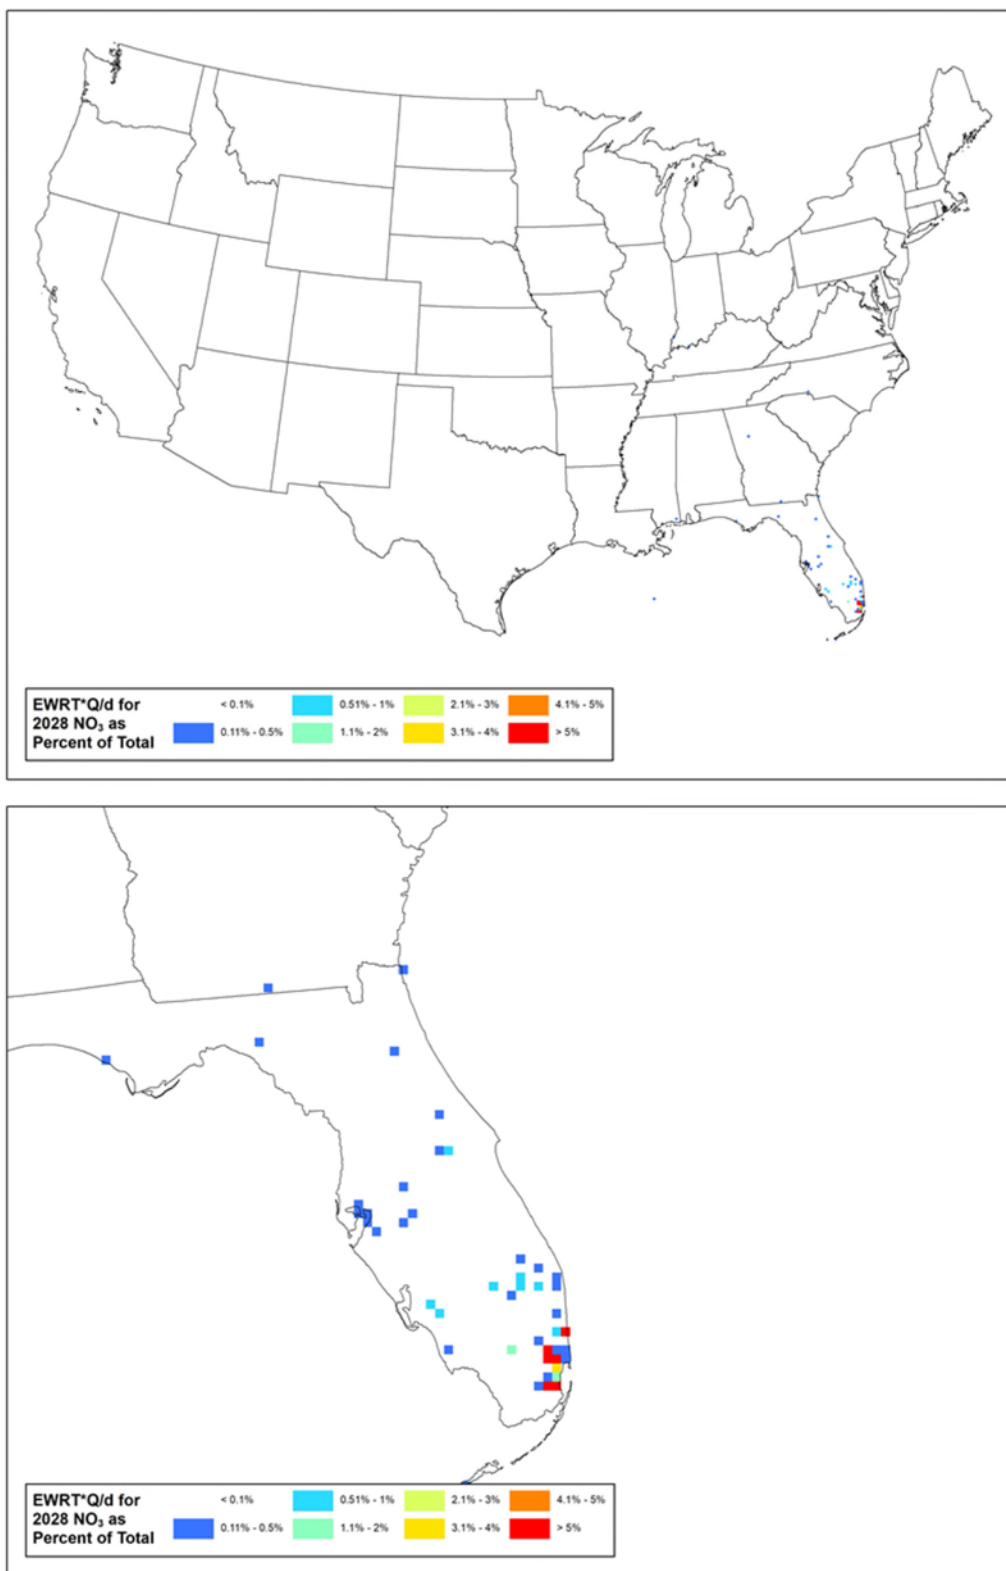 EWRT*Q/d for
2028 NO₃ as
Percent of Total
< 0.1%
0.51% - 1%
2.1% - 3%
4.1% - 5%
0.11% - 0.5%
1.1% - 2%
3.1% - 4%
> 5%
EWRT*Q/d for
2028 NO₃ as
Percent of Total
< 0.1%
0.51% - 1%
2.1% - 3%
4.1% - 5%
0.11% - 0.5%
1.1% - 2%
3.1% - 4%
> 5%